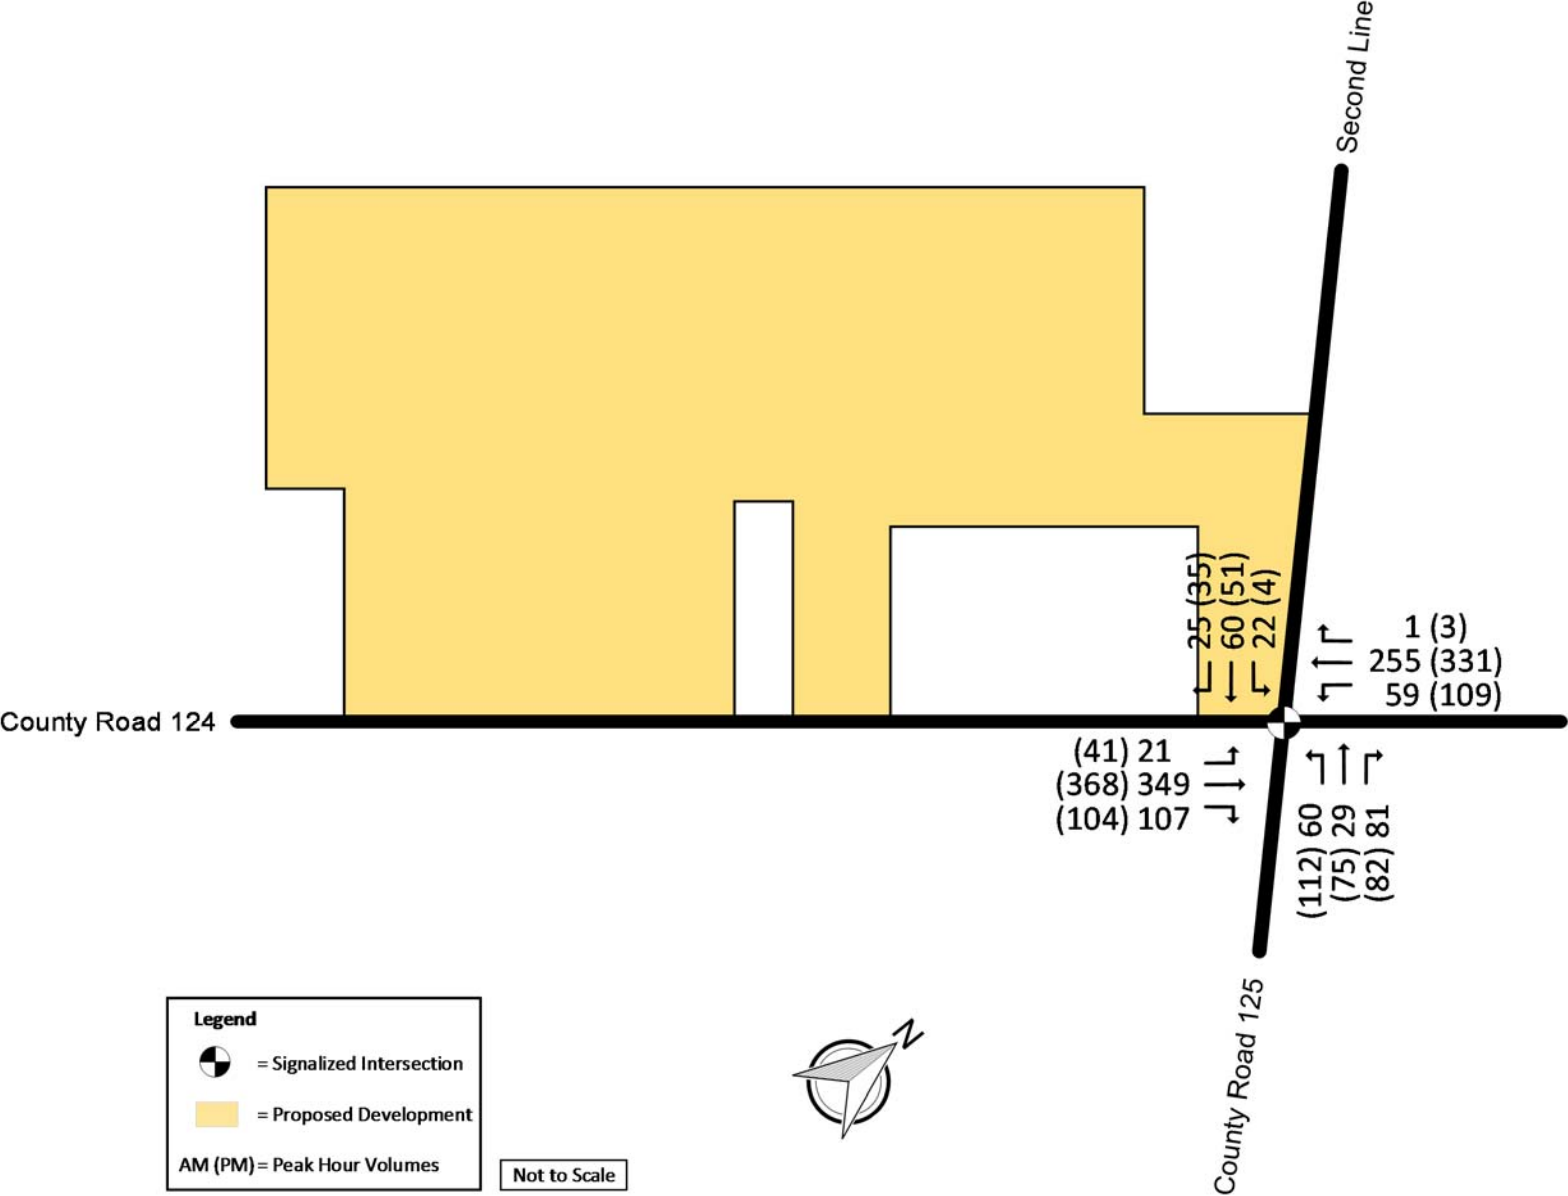 Second Line
25 (35)
60 (51)
22 (4)
1 (3)
255 (331)
59 (109)
County Road 124
(41) 21
(368) 349
(104) 107
(112) 60
(75) 29
(82) 81
County Road 125
N
Legend
= Signalized Intersection
= Proposed Development
AM (PM) = Peak Hour Volumes
Not to Scale